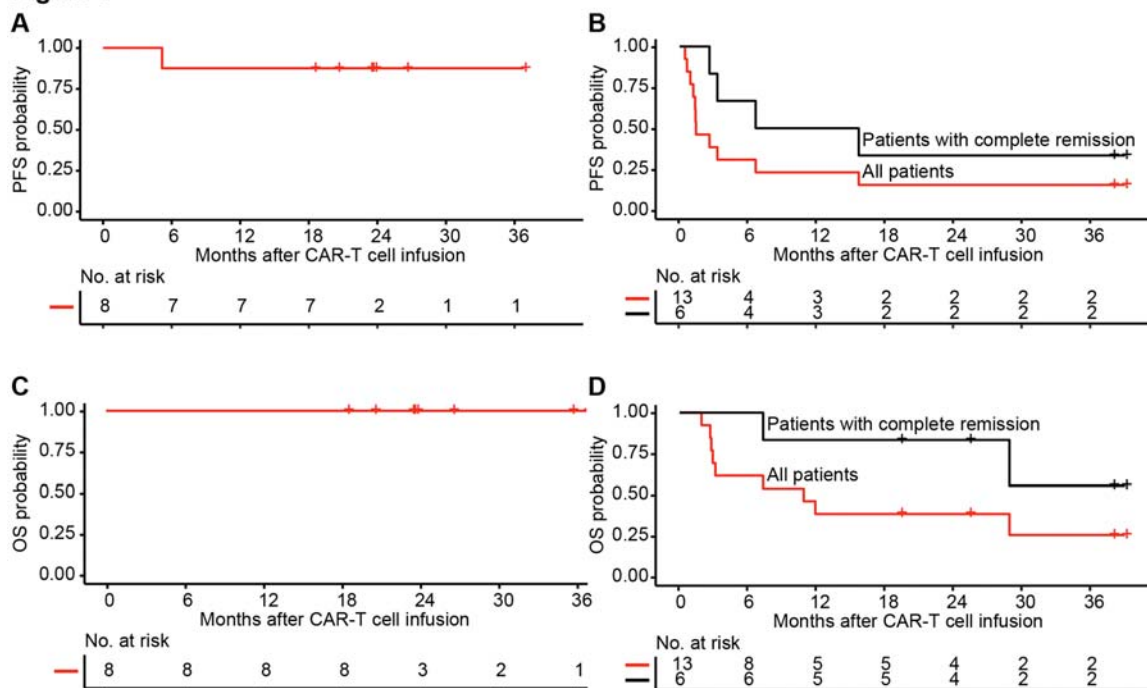 A
PFS probability
1.00
0.75
0.50
0.25
0.00
0 6 12 18 24 30 36
Months after CAR-T cell infusion
No. at risk
8 7 7 7 2 1 1
B
PFS probability
1.00
0.75
0.50
0.25
0.00
Patients with complete remission
All patients
0 6 12 18 24 30 36
Months after CAR-T cell infusion
No. at risk
13 4 3 2 2 2 2
6 4 3 2 2 2 2
C
OS probability
1.00
0.75
0.50
0.25
0.00
0 6 12 18 24 30 36
Months after CAR-T cell infusion
No. at risk
8 8 8 8 3 2 1
D
OS probability
1.00
0.75
0.50
0.25
0.00
Patients with complete remission
All patients
0 6 12 18 24 30 36
Months after CAR-T cell infusion
No. at risk
13 8 5 5 4 2 2
6 6 5 5 4 2 2